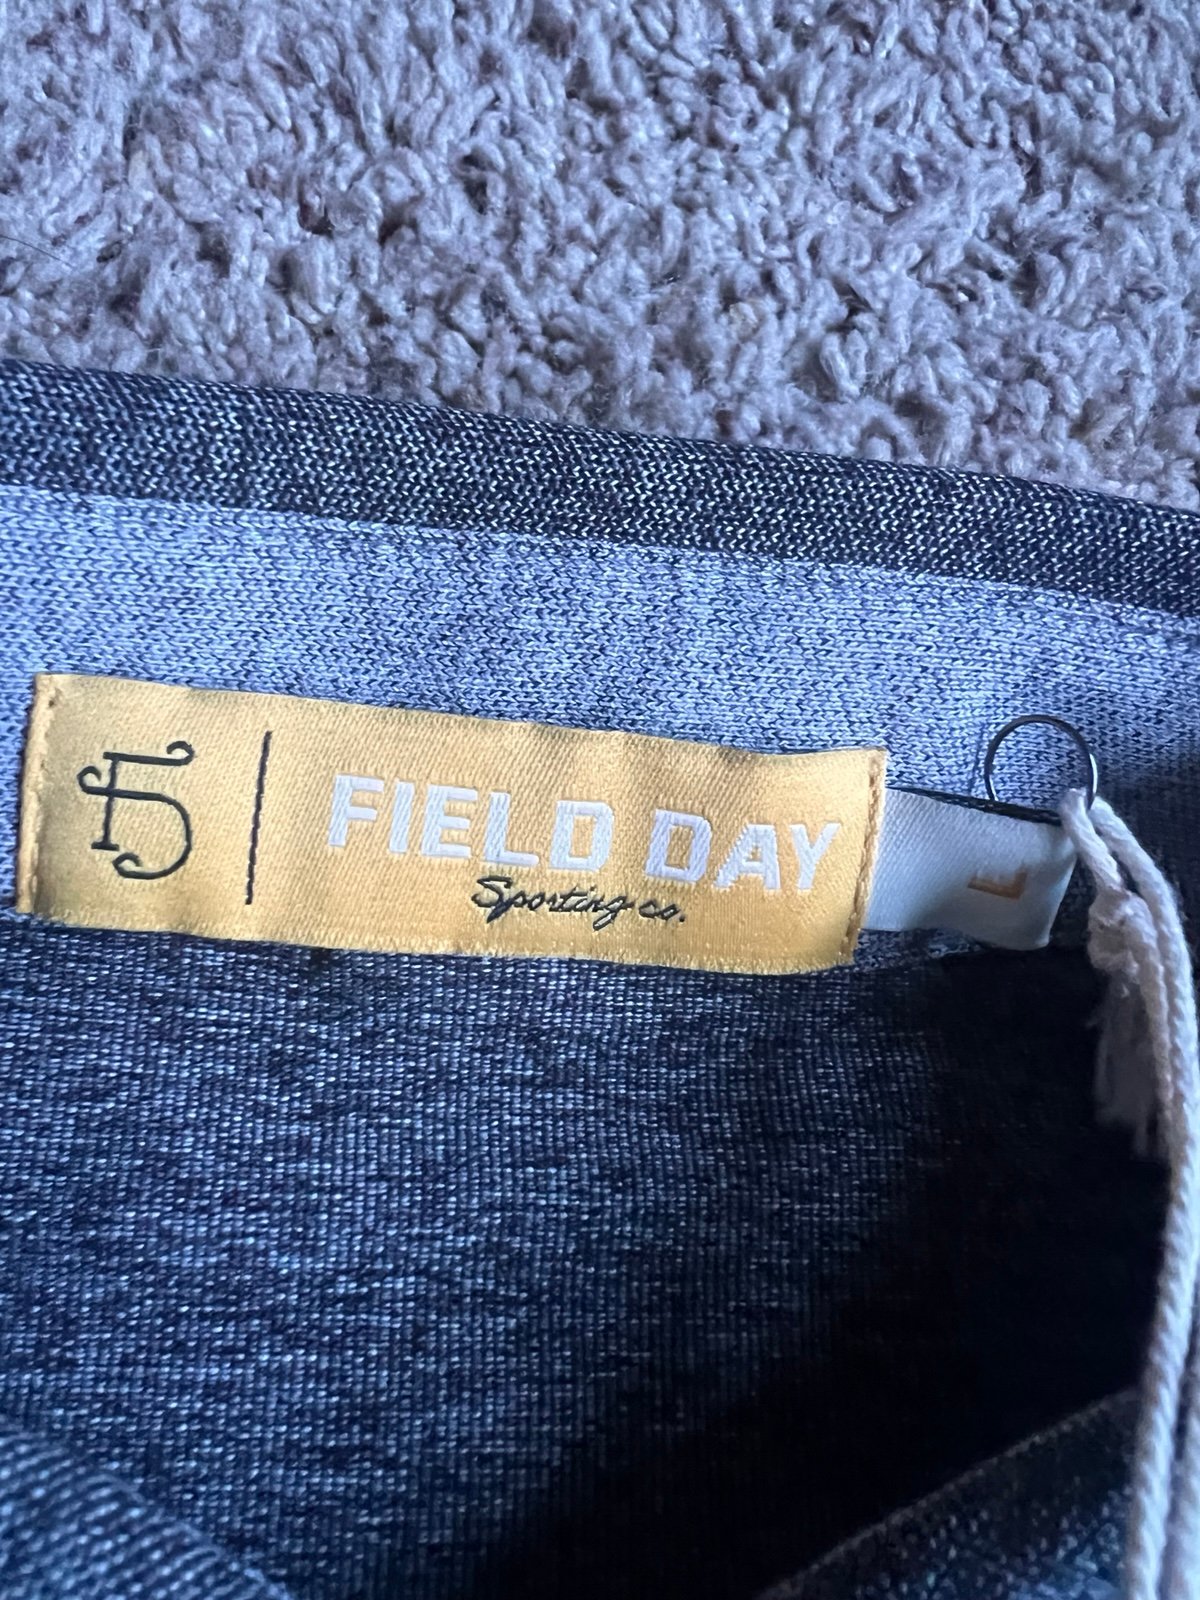 FIELD DAY
Sporting co.
L